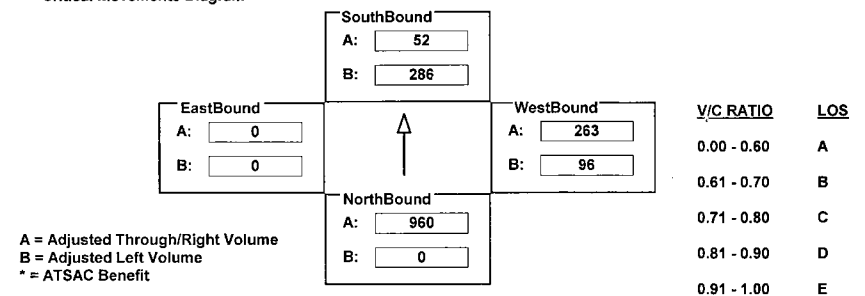 SouthBound
A: 52
B: 286
EastBound
A: 0
B: 0
WestBound
A: 263
B: 96
NorthBound
A: 960
B: 0
A = Adjusted Through/Right Volume
B = Adjusted Left Volume
* = ATSAC Benefit
V/C RATIO LOS
0.00 - 0.60 A
0.61 - 0.70 B
0.71 - 0.80 C
0.81 - 0.90 D
0.91 - 1.00 E